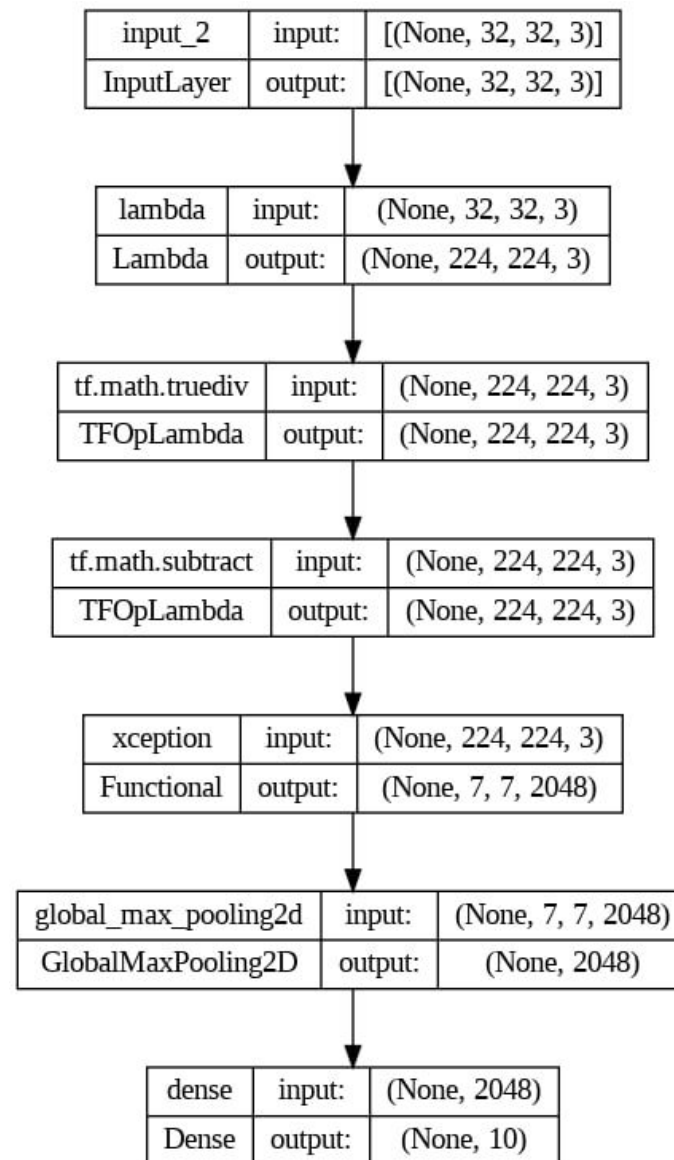 input_2 input: [(None, 32, 32, 3)]
InputLayer output: [(None, 32, 32, 3)]
lambda input: (None, 32, 32, 3)
Lambda output: (None, 224, 224, 3)
tf.math.truediv input: (None, 224, 224, 3)
TFOpLambda output: (None, 224, 224, 3)
tf.math.subtract input: (None, 224, 224, 3)
TFOpLambda output: (None, 224, 224, 3)
xception input: (None, 224, 224, 3)
Functional output: (None, 7, 7, 2048)
global_max_pooling2d input: (None, 7, 7, 2048)
GlobalMaxPooling2D output: (None, 2048)
dense input: (None, 2048)
Dense output: (None, 10)